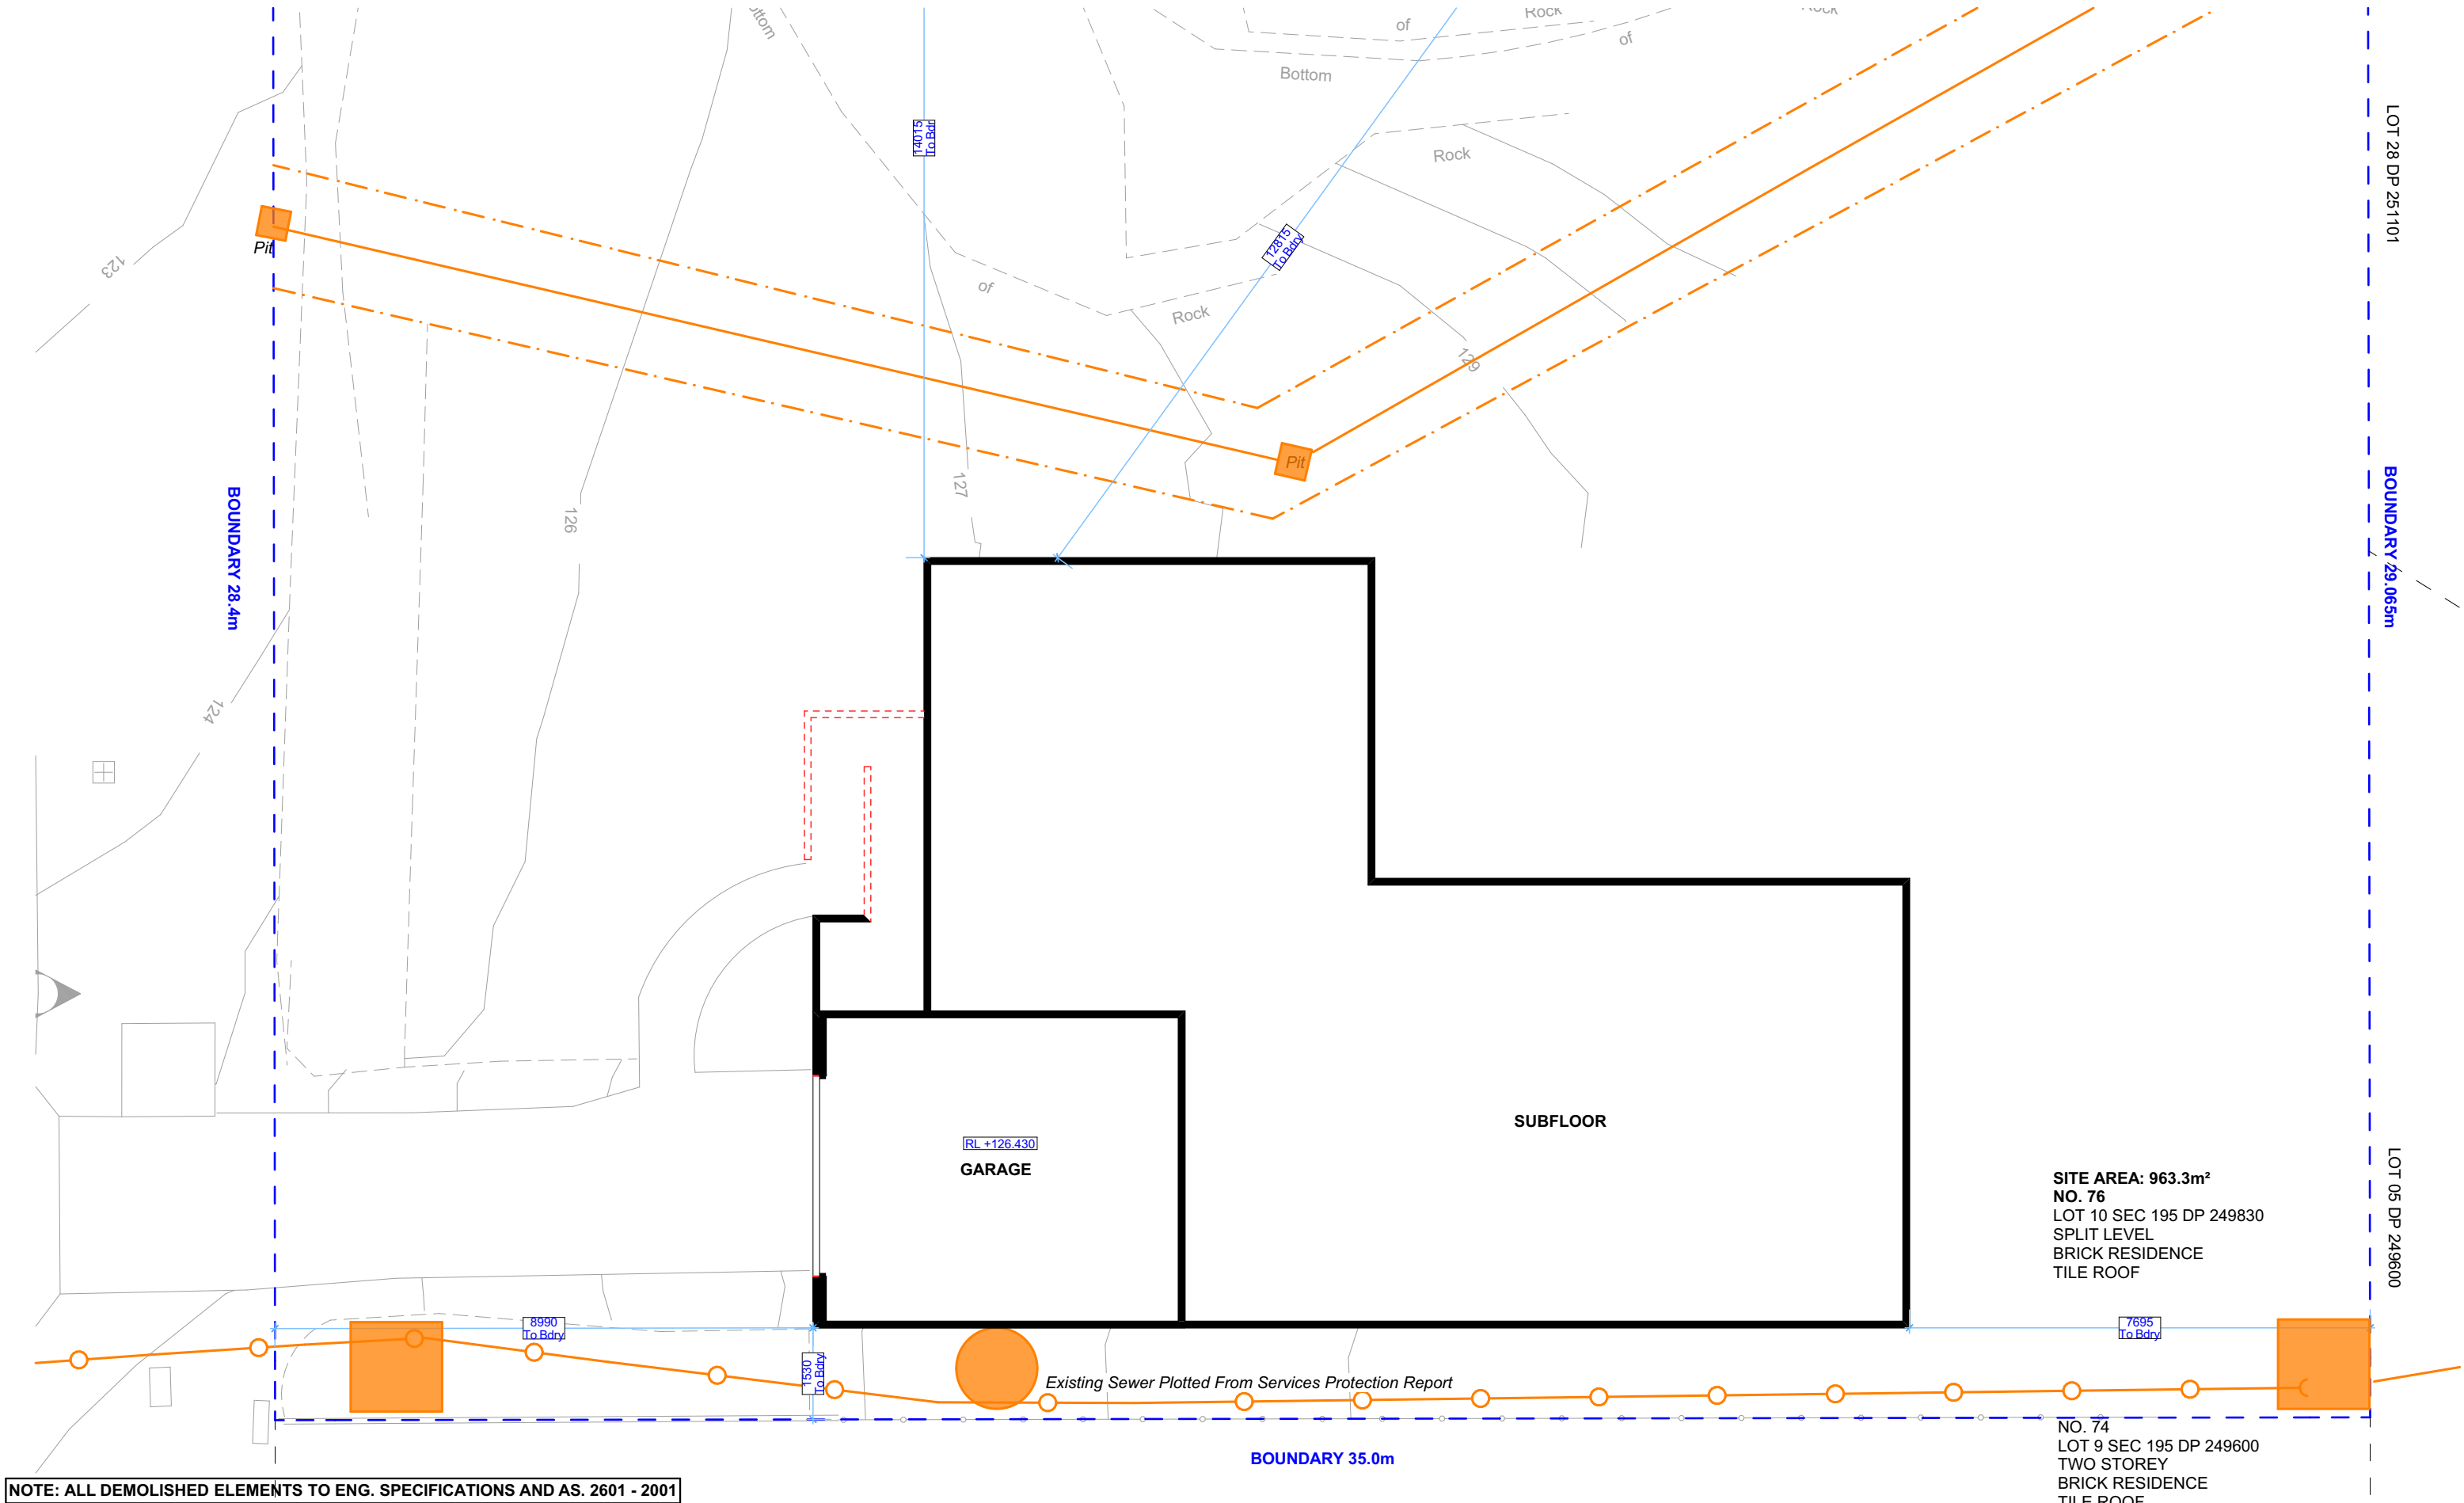 ottom
of
Rock
Rock
of
Bottom
14015
To Bdr
LOT 28 DP 251101
Rock
Pit
123
12815
To Bdry
of
Rock
129
Pit
127
126
BOUNDARY 28.4m
BOUNDARY 29.065m
124
SUBFLOOR
RL +126.430
GARAGE
SITE AREA: 963.3m²
NO. 76
LOT 10 SEC 195 DP 249830
SPLIT LEVEL
BRICK RESIDENCE
TILE ROOF
LOT 05 DP 249600
8990
To Bdry
7695
To Bdry
1530
To Bdry
Existing Sewer Plotted From Services Protection Report
BOUNDARY 35.0m
NO. 74
LOT 9 SEC 195 DP 249600
TWO STOREY
BRICK RESIDENCE
TILE ROOF
NOTE: ALL DEMOLISHED ELEMENTS TO ENG. SPECIFICATIONS AND AS. 2601 - 2001